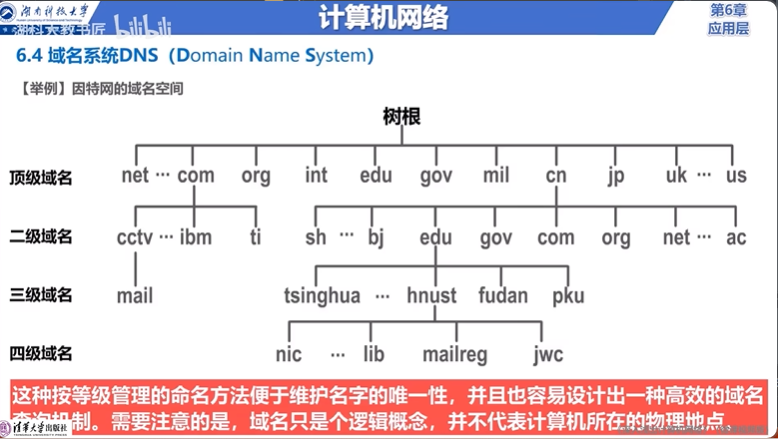 湖南科技大学
计算机网络
第6章
应用层
湖科大教书匠 bilibili
6.4 域名系统DNS（Domain Name System）
【举例】因特网的域名空间
树根
顶级域名 net ··· com org int edu gov mil cn jp uk ··· us
二级域名 cctv ··· ibm ti sh ··· bj edu gov com org net ··· ac
三级域名 mail tsinghua ··· hnust fudan pku
四级域名 nic ··· lib mailreg jwc
这种按等级管理的命名方法便于维护名字的唯一性，并且也容易设计出一种高效的域名
查询机制。需要注意的是，域名只是个逻辑概念，并不代表计算机所在的物理地点。
清华大学出版社